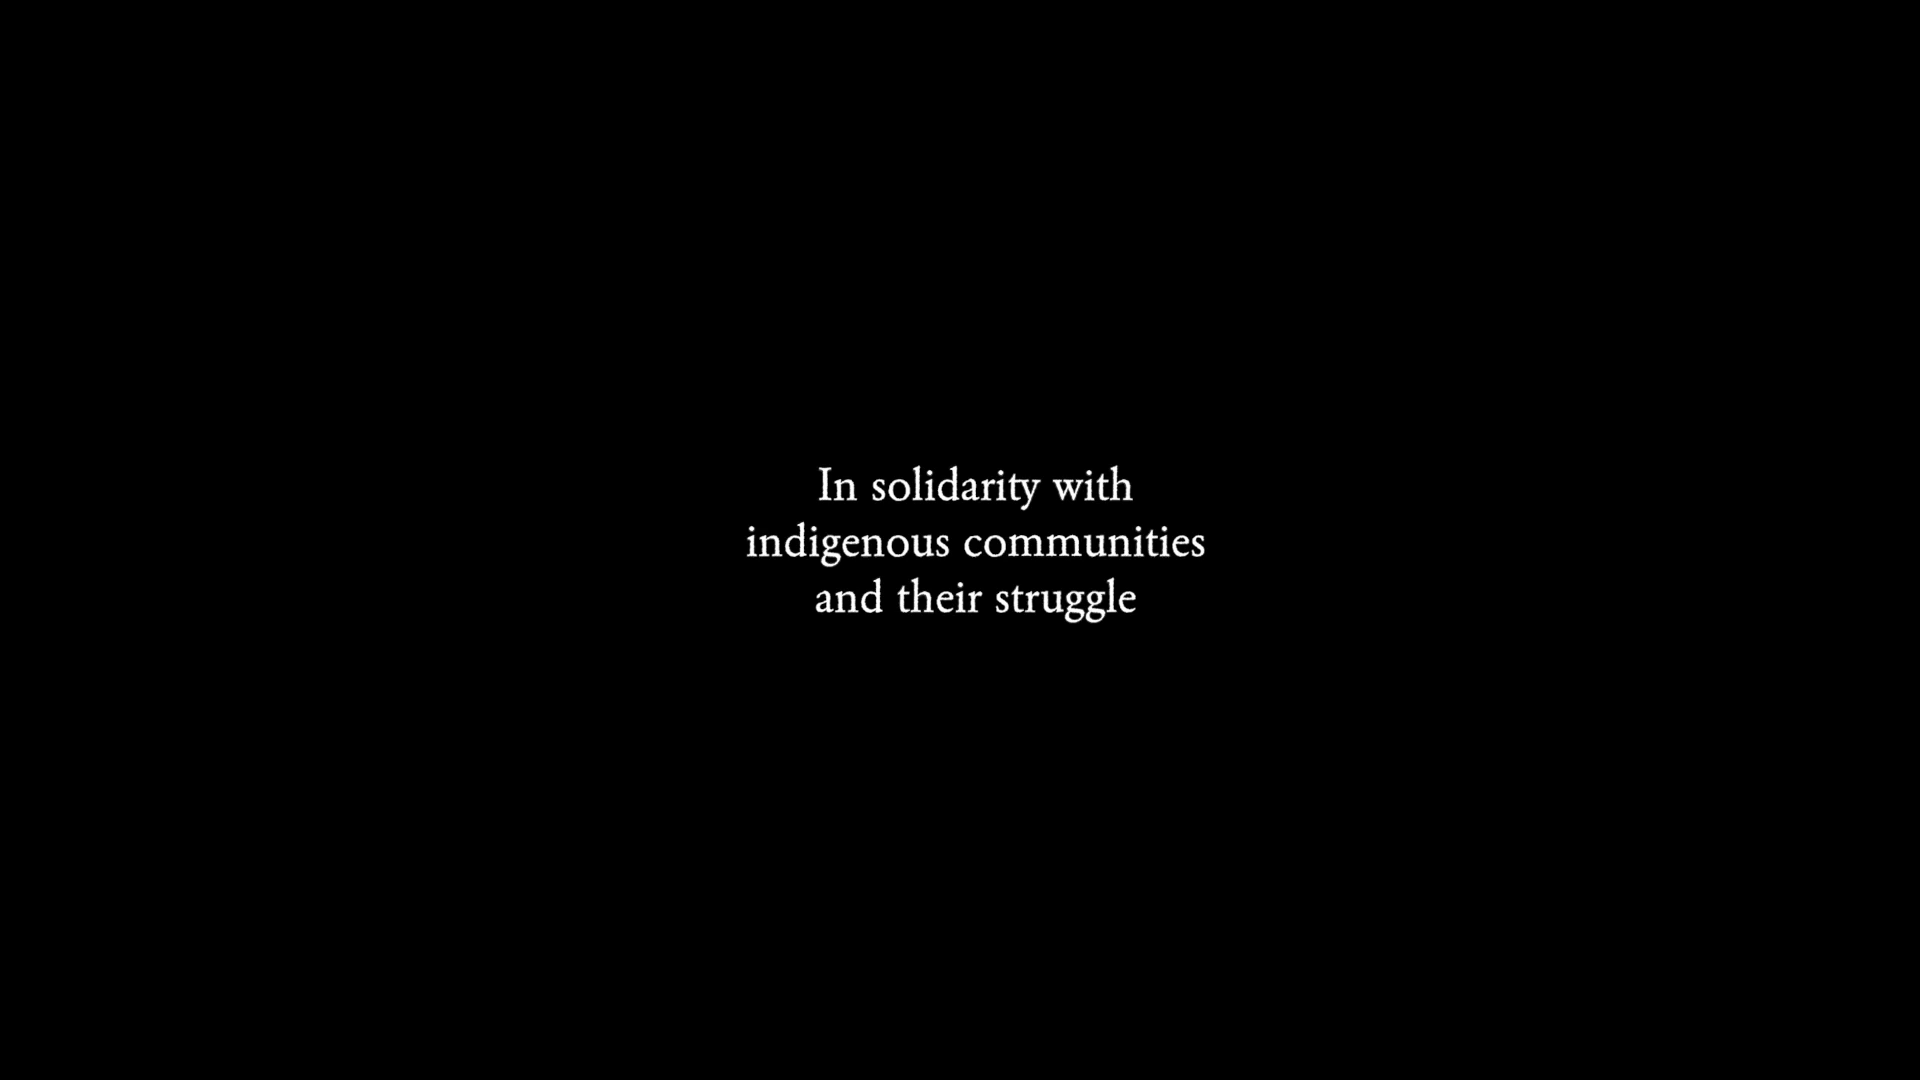 In solidarity with
indigenous communities
and their struggle